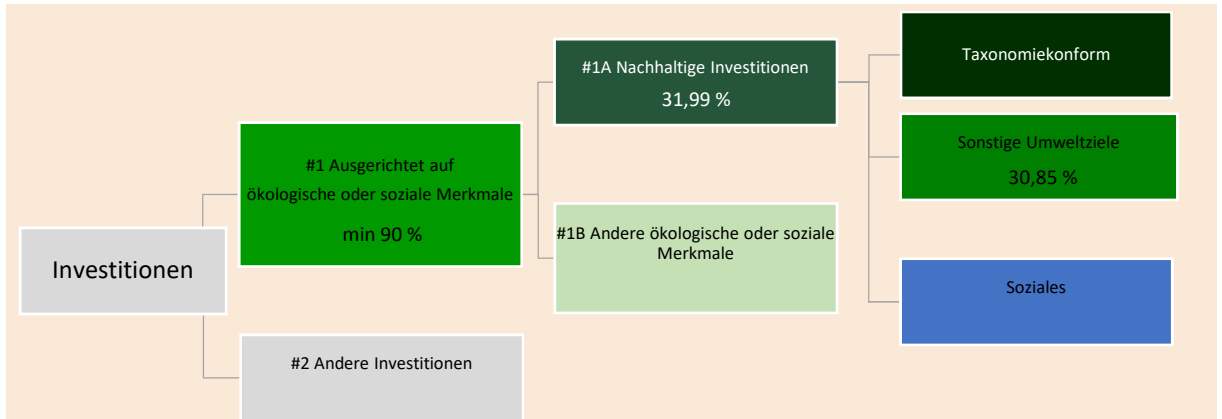 Investitionen
#1 Ausgerichtet auf
ökologische oder soziale Merkmale
min 90 %
#2 Andere Investitionen
#1A Nachhaltige Investitionen
31,99 %
#1B Andere ökologische oder soziale
Merkmale
Taxonomiekonform
Sonstige Umweltziele
30,85 %
Soziales